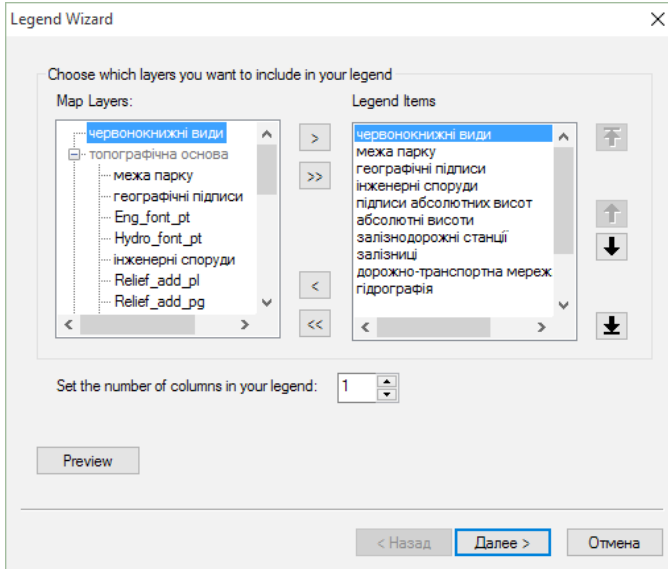 Legend Wizard
Choose which layers you want to include in your legend
Map Layers:
Legend Items
червонокнижні види
топографічна основа
межа парку
географічні підписи
Eng_font_pt
Hydro_font_pt
інженерні споруди
Relief_add_pl
Relief_add_pg
>
>>
<
<<
червонокнижні види
межа парку
географічні підписи
інженерні споруди
підписи абсолютних висот
абсолютні висоти
залізнодорожні станції
залізниці
дорожно-транспортна мереж
гідрографія
Set the number of columns in your legend: 1
Preview
< Назад
Далее >
Отмена